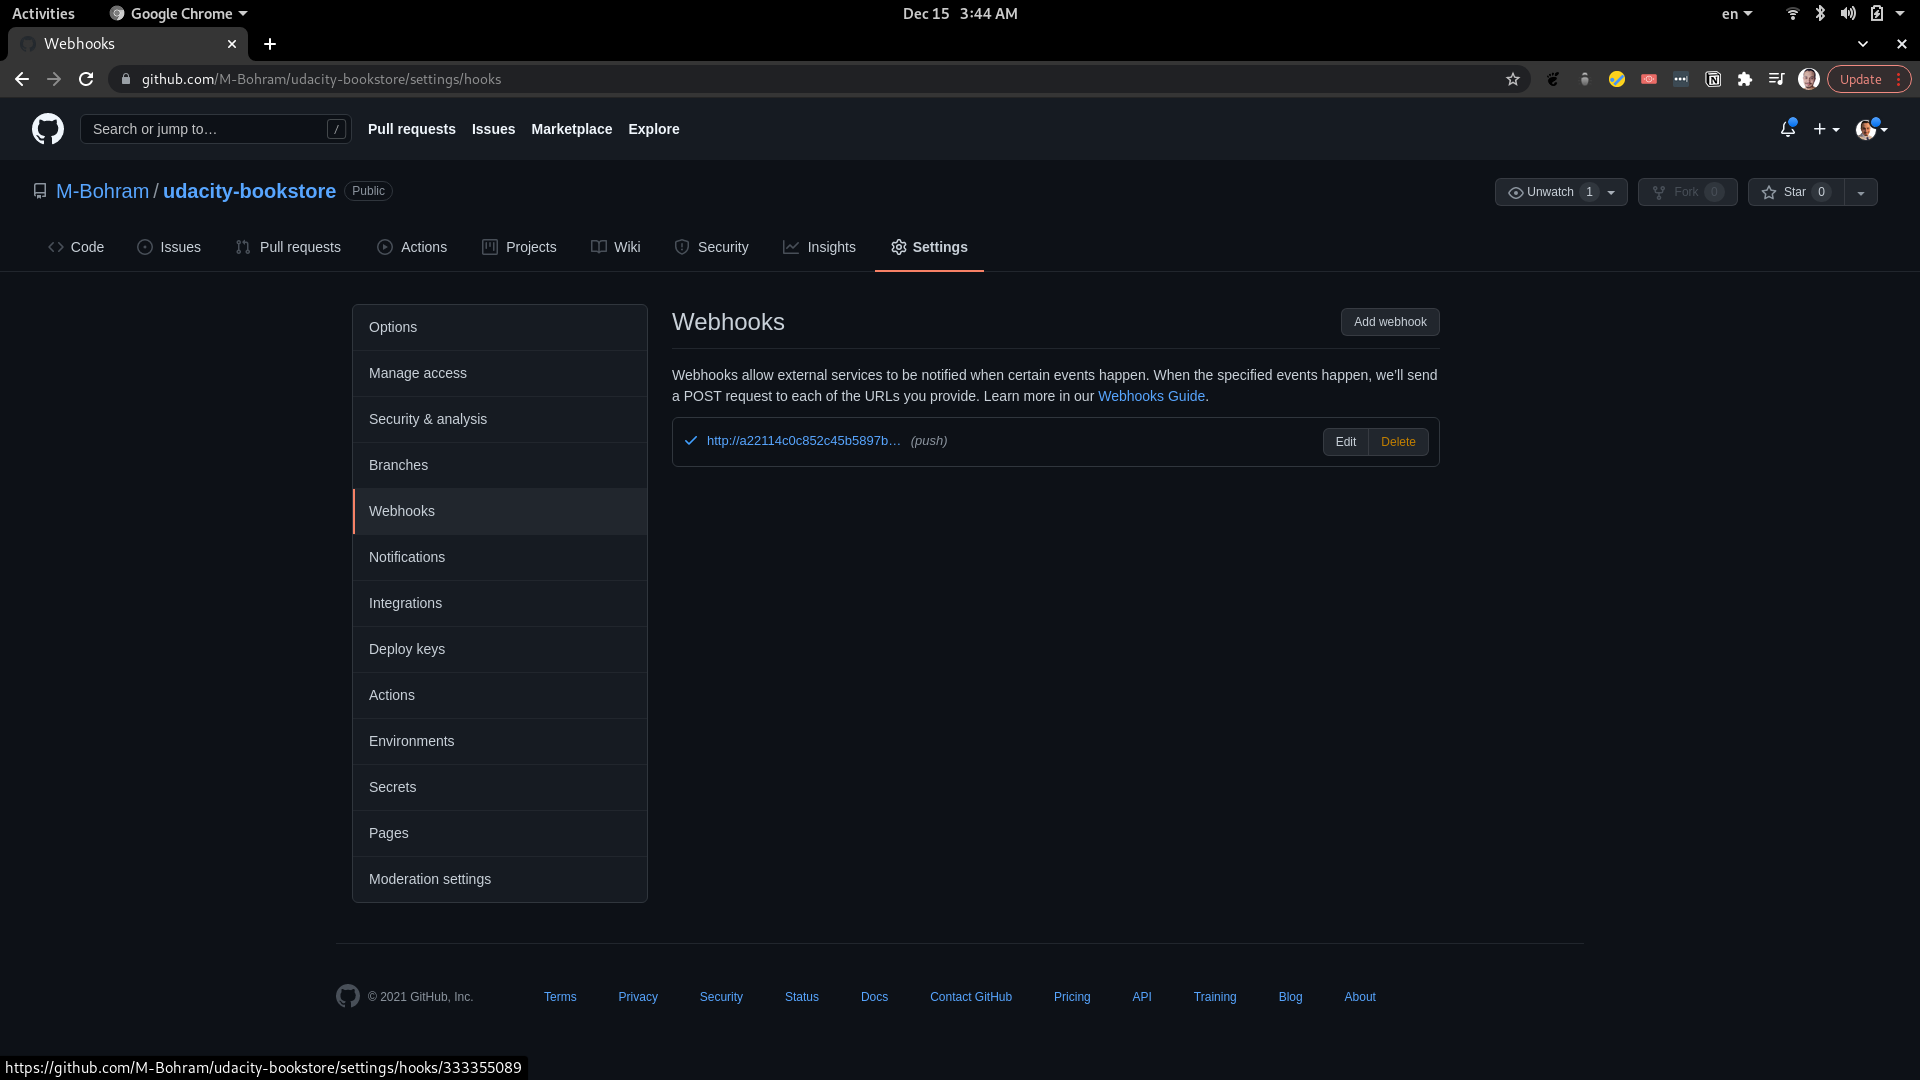 Activities Google Chrome Dec 15 3:44 AM en
Webhooks
github.com/M-Bohram/udacity-bookstore/settings/hooks Update
Search or jump to… / Pull requests Issues Marketplace Explore
M-Bohram / udacity-bookstore Public Unwatch 1 Fork 0 Star 0
Code Issues Pull requests Actions Projects Wiki Security Insights Settings
Options
Manage access
Security & analysis
Branches
Webhooks
Notifications
Integrations
Deploy keys
Actions
Environments
Secrets
Pages
Moderation settings
Webhooks Add webhook
Webhooks allow external services to be notified when certain events happen. When the specified events happen, we’ll send
a POST request to each of the URLs you provide. Learn more in our Webhooks Guide.
http://a22114c0c852c45b5897b… (push) Edit Delete
© 2021 GitHub, Inc. Terms Privacy Security Status Docs Contact GitHub Pricing API Training Blog About
https://github.com/M-Bohram/udacity-bookstore/settings/hooks/333355089